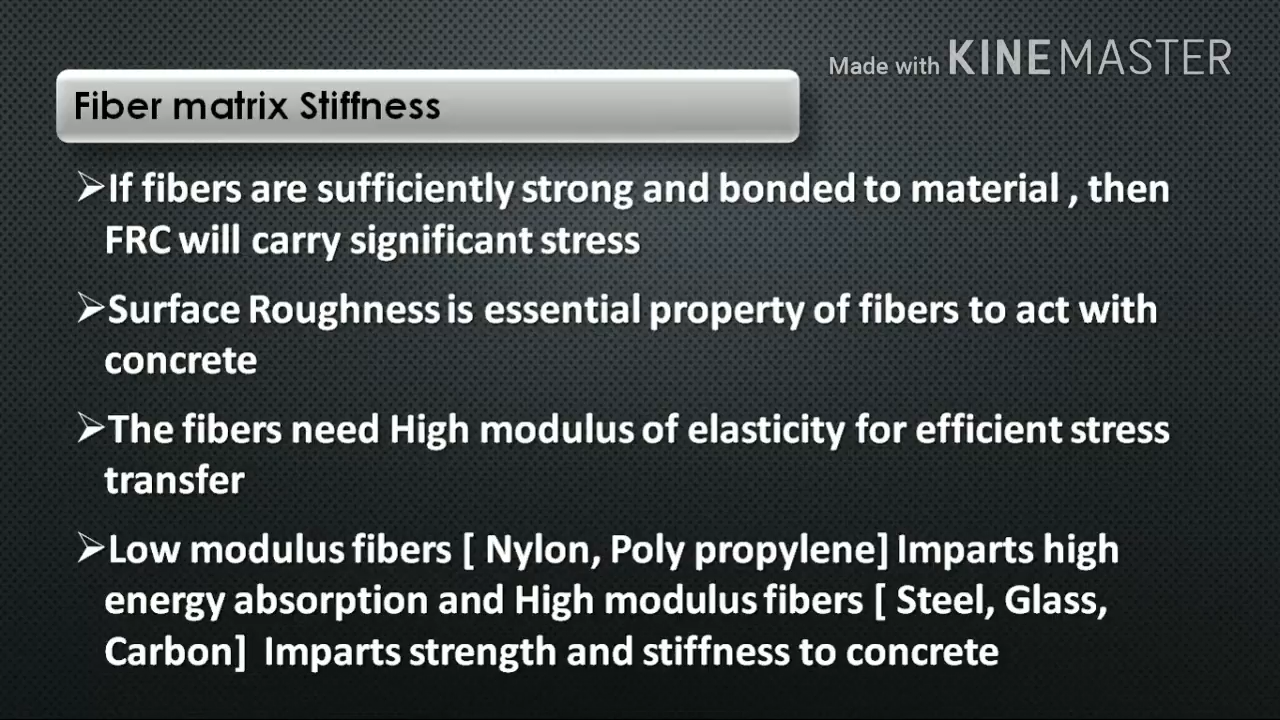 Made with KINEMASTER
Fiber matrix Stiffness
➢If fibers are sufficiently strong and bonded to material , then
FRC will carry significant stress
➢Surface Roughness is essential property of fibers to act with
concrete
➢The fibers need High modulus of elasticity for efficient stress
transfer
➢Low modulus fibers [ Nylon, Poly propylene] Imparts high
energy absorption and High modulus fibers [ Steel, Glass,
Carbon] Imparts strength and stiffness to concrete